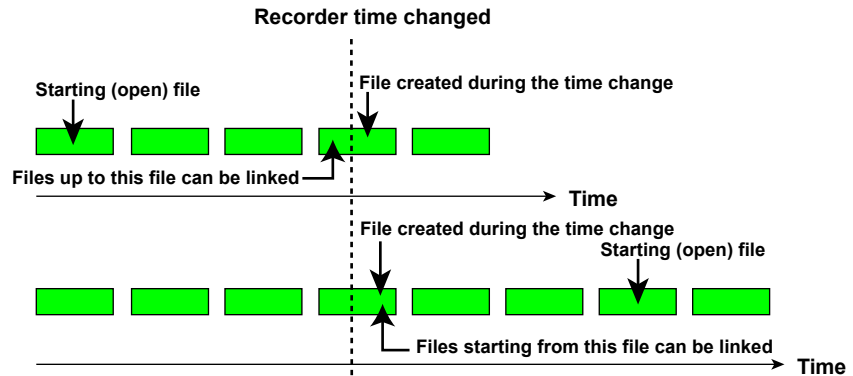 Recorder time changed
File created during the time change
Starting (open) file
Files up to this file can be linked
Time
File created during the time change
Starting (open) file
Files starting from this file can be linked
Time